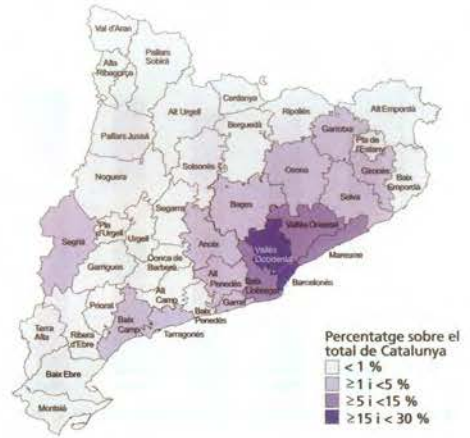 Val d'Aran
Pallars
Sobirà
Alta
Ribagorça
Cerdanya
Alt Urgell
Ripollès
Alt Empordà
Berguedà
Garrotxa
Pla de
l'Estany
Pallars Jussà
Solsonès
Osona
Gironès
Baix
Empordà
Noguera
Selva
Bages
Segarra
Vallès Oriental
Segrià
Pla
d'Urgell
Urgell
Anoia
Vallès
Occidental
Maresme
Garrigues
Conca de
Barberà
Alt
Penedès
Baix
Llobregat
Barcelonès
Alt
Camp
Garraf
Priorat
Baix
Penedès
Baix
Camp
Terra
Alta
Ribera
d'Ebre
Tarragonès
Baix Ebre
Montsià
Percentatge sobre el
total de Catalunya
< 1 %
≥1 i <5 %
≥5 i <15 %
≥15 i < 30 %